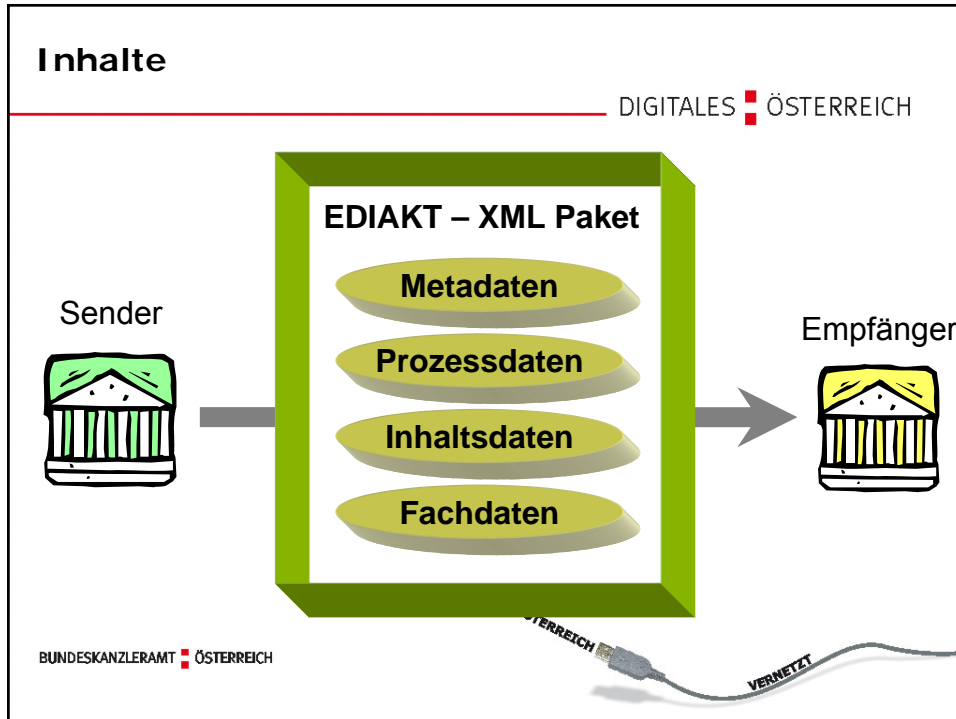 Inhalte
DIGITALES ÖSTERREICH
EDIAKT – XML Paket
Metadaten
Sender
Empfänger
Prozessdaten
Inhaltsdaten
Fachdaten
BUNDESKANZLERAMT ÖSTERREICH
VERNETZT